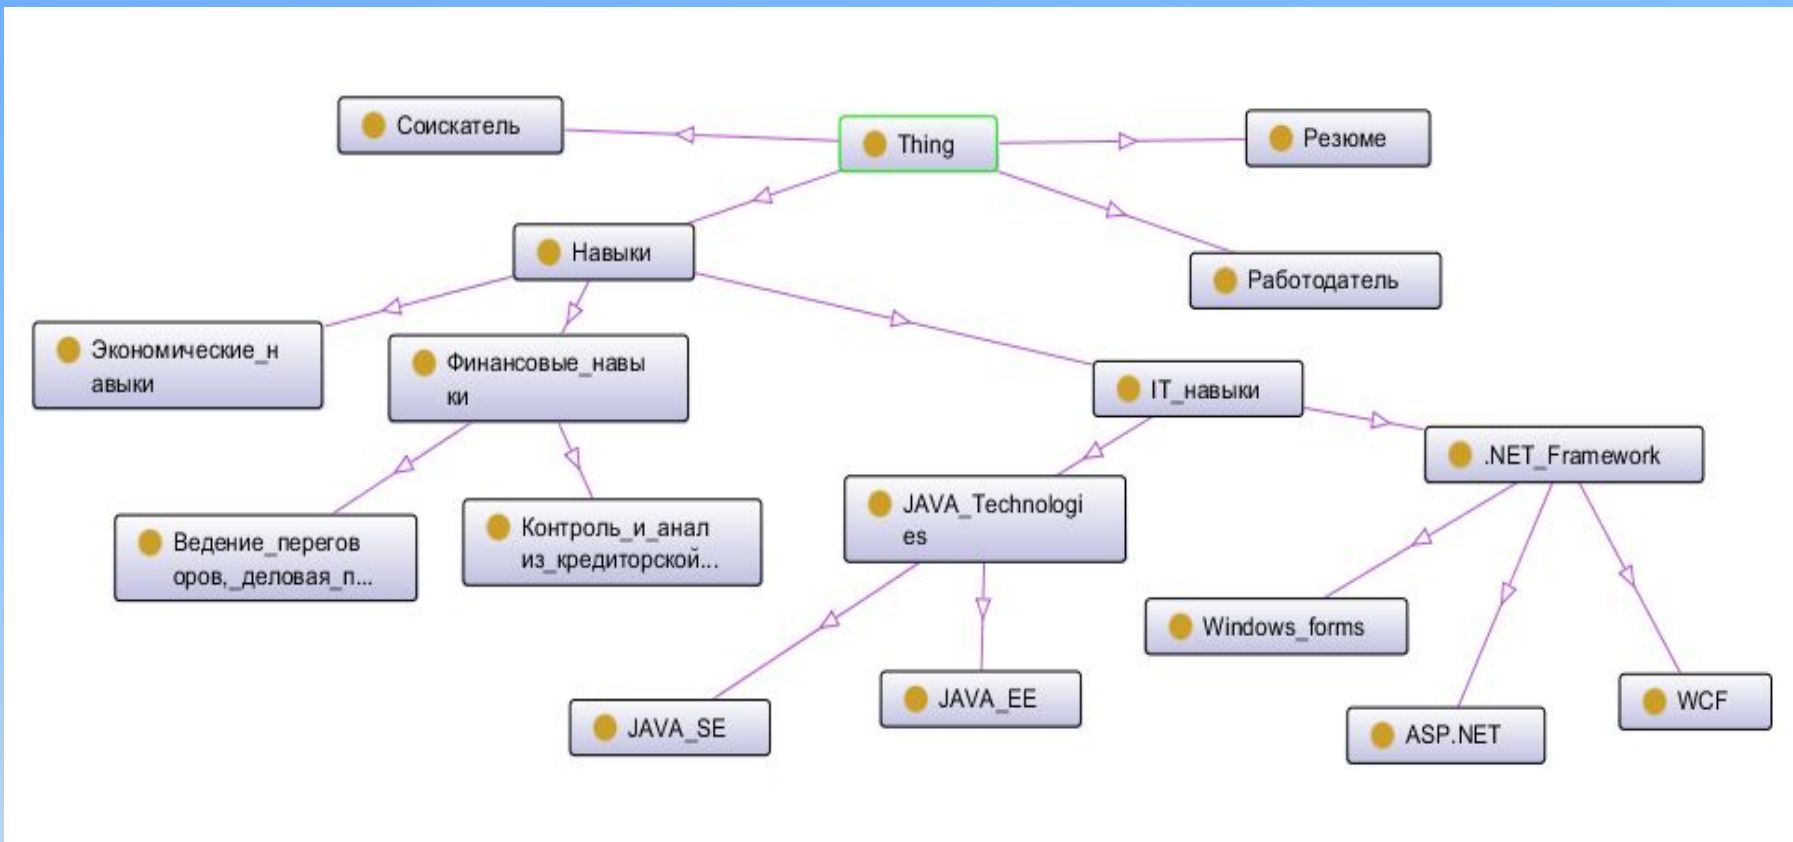 Соискатель
Thing
Резюме
Навыки
Работодатель
Экономические_н
авыки
Финансовые_навы
ки
IT_навыки
.NET_Framework
JAVA_Technologi
es
Ведение_перегов
оров,_деловая_п...
Контроль_и_анал
из_кредиторской...
Windows_forms
JAVA_SE
JAVA_EE
ASP.NET
WCF